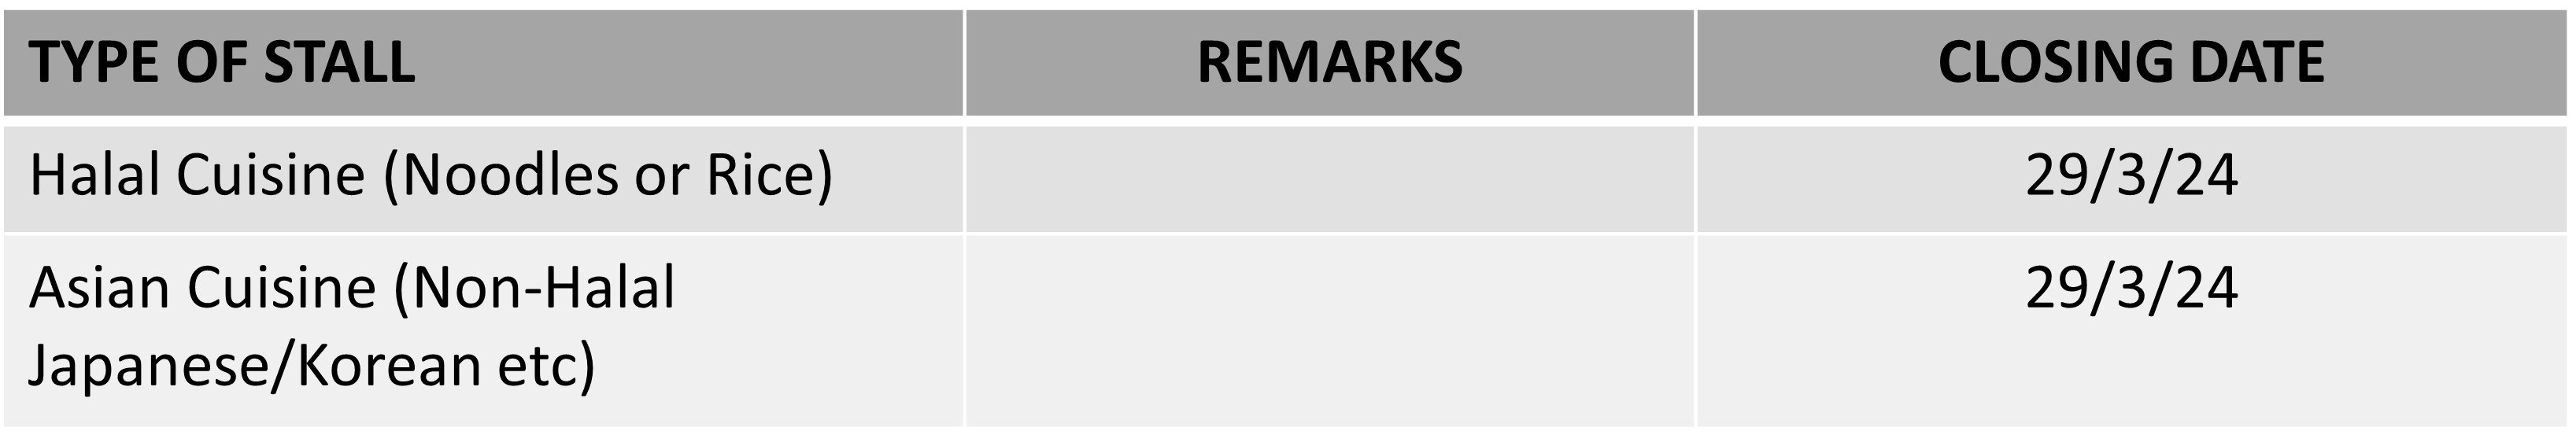 TYPE OF STALL REMARKS CLOSING DATE
Halal Cuisine (Noodles or Rice) 29/3/24
Asian Cuisine (Non-Halal 29/3/24
Japanese/Korean etc)